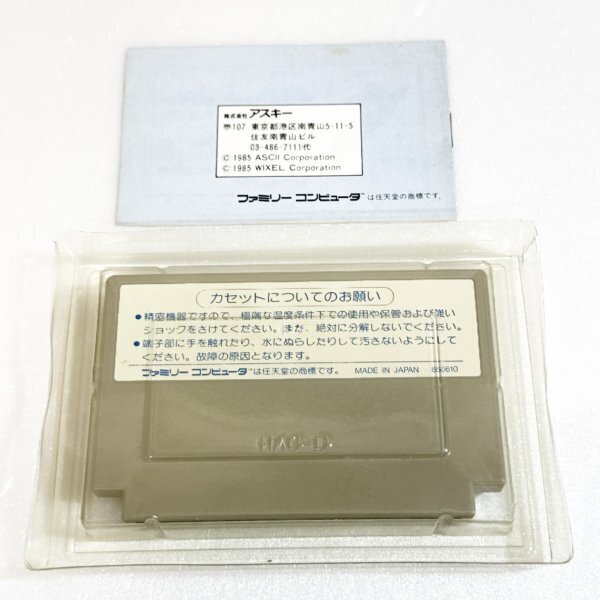 株式会社 アスキー
〠107 東京都港区南青山5-11-5
住友南青山ビル
03-486-7111代
© 1985 ASCII Corporation
© 1985 WIXEL Corporation
ファミリー コンピュータ™は任天堂の商標です。
カセットについてのお願い
● 精密機器ですので、極端な温度条件下での使用や保管および強い
ショックをさけてください。また、絶対に分解しないでください。
● 端子部に手を触れたり、水にぬらしたりして汚さないようにして
ください。故障の原因となります。
ファミリー コンピュータ™は任天堂の商標です。 MADE IN JAPAN 850610